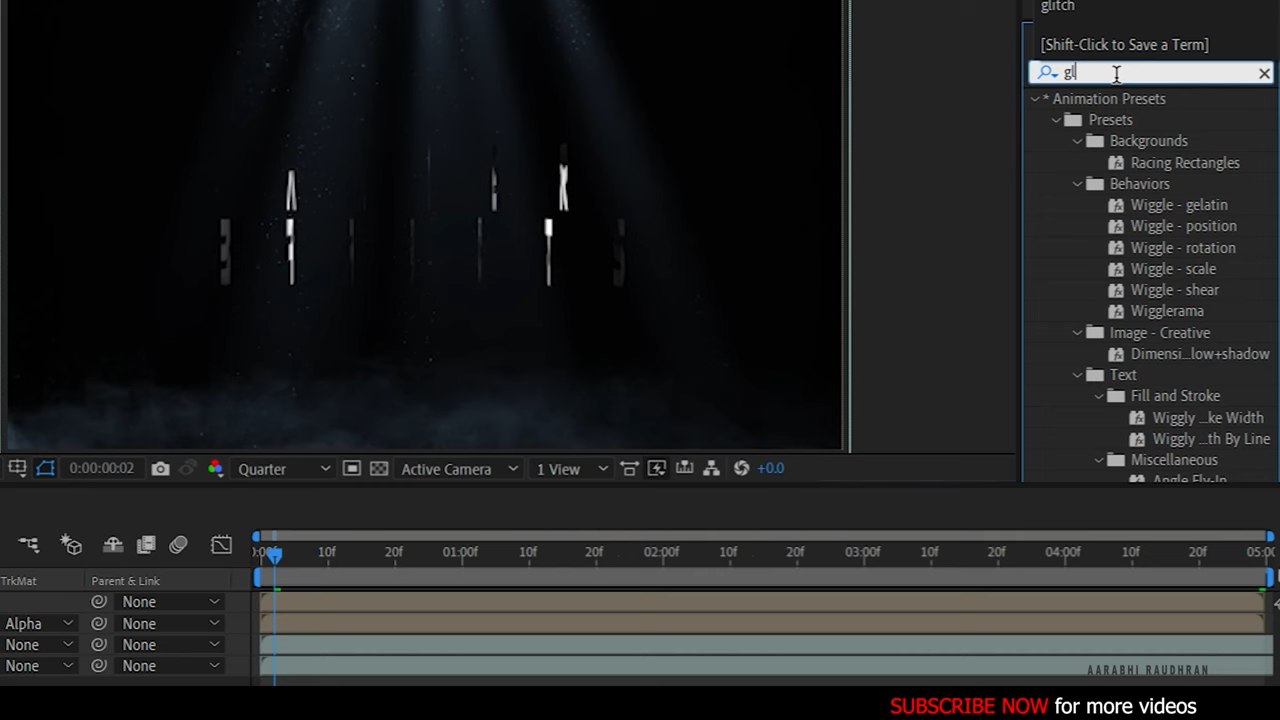 glitch
[Shift-Click to Save a Term]
gl
* Animation Presets
Presets
Backgrounds
Racing Rectangles
Behaviors
Wiggle - gelatin
Wiggle - position
Wiggle - rotation
Wiggle - scale
Wiggle - shear
Wigglerama
Image - Creative
Dimensi...low+shadow
Text
Fill and Stroke
Wiggly ...ke Width
Wiggly ...th By Line
Miscellaneous
Angle Fly-In
0:00:00:02
Quarter
Active Camera
1 View
+0.0
):00f 10f 20f 01:00f 10f 20f 02:00f 10f 20f 03:00f 10f 20f 04:00f 10f 20f 05:00
TrkMat Parent & Link
None
Alpha None
None None
None None
AARABHI RAUDHRAN
SUBSCRIBE NOW for more videos